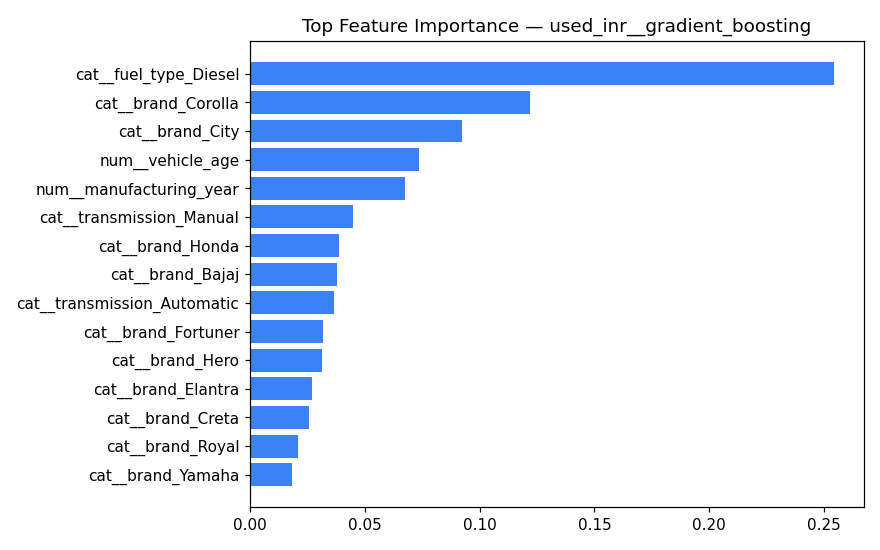 Top Feature Importance — used_inr__gradient_boosting
cat__fuel_type_Diesel
cat__brand_Corolla
cat__brand_City
num__vehicle_age
num__manufacturing_year
cat__transmission_Manual
cat__brand_Honda
cat__brand_Bajaj
cat__transmission_Automatic
cat__brand_Fortuner
cat__brand_Hero
cat__brand_Elantra
cat__brand_Creta
cat__brand_Royal
cat__brand_Yamaha
0.00 0.05 0.10 0.15 0.20 0.25